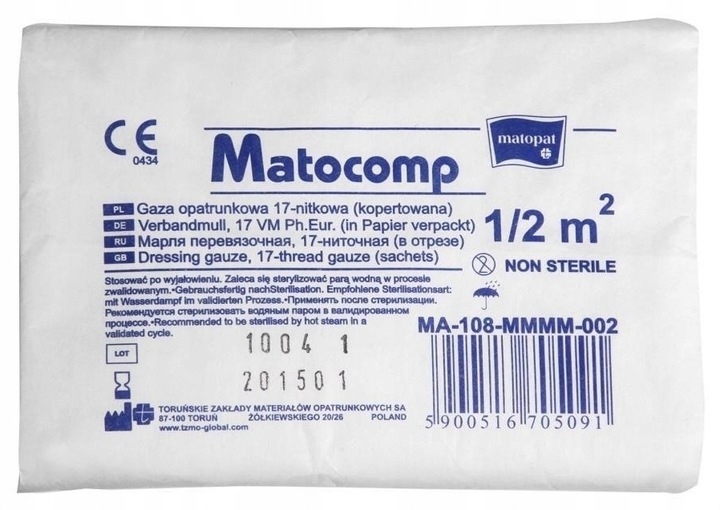 CE
0434
Matocomp
matopat
PL Gaza opatrunkowa 17-nitkowa (kopertowana)
DE Verbandmull, 17 VM Ph.Eur. (in Papier verpackt)
RU Марля перевязочная, 17-ниточная (в отрезе)
GB Dressing gauze, 17-thread gauze (sachets)
1/2 m²
2
NON STERILE
Stosować po wyjałowieniu. Zaleca się sterylizować parą wodną w procesie
zwalidowanym.•Gebrauchsfertig nachSterilisation. Empfohlene Sterilisationsart:
mit Wasserdampf im validierten Prozess.•Применять после стерилизации.
Рекомендуется стерилизовать водяным паром в валидированном
процессе.•Recommended to be sterilised by hot steam in a
validated cycle.
LOT
10041
201501
MA-108-MMMM-002
5 900516 705091
TORUŃSKIE ZAKŁADY MATERIAŁÓW OPATRUNKOWYCH SA
87-100 TORUŃ ŻÓŁKIEWSKIEGO 20/26 POLAND
www.tzmo-global.com